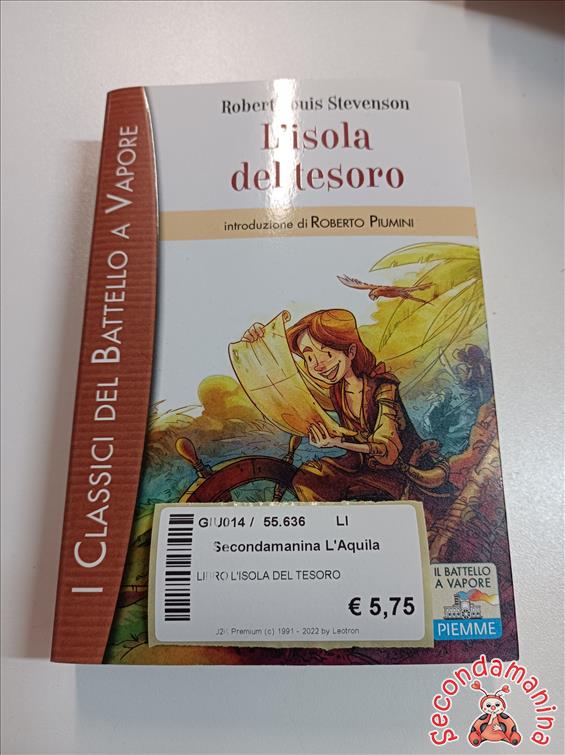 Robert Louis Stevenson
L'isola
del tesoro
introduzione di ROBERTO PIUMINI
I CLASSICI DEL BATTELLO A VAPORE
GIU014 / 55.636 LI
Secondamanina L'Aquila
LIBRO L'ISOLA DEL TESORO
€ 5,75
J2K Premium (c) 1991 - 2022 by Leotron
IL BATTELLO
A VAPORE
PIEMME
Secondamanina